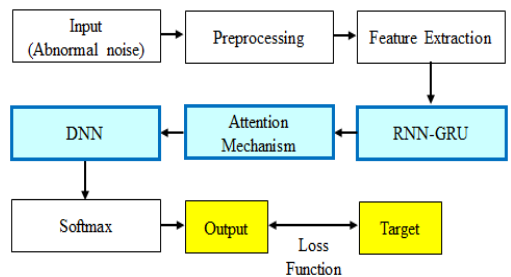 Input
(Abnormal noise)
Preprocessing
Feature Extraction
DNN
Attention
Mechanism
RNN-GRU
Softmax
Output
Loss
Function
Target